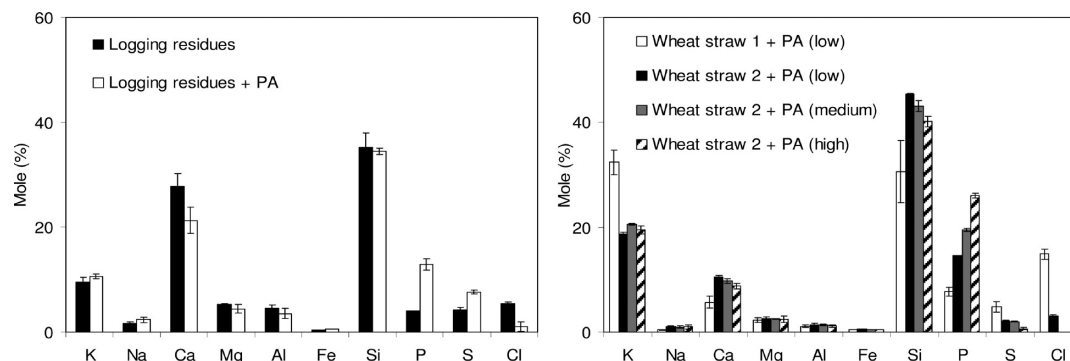 60
40
20
0
Mole (%)
Logging residues
Logging residues + PA
K Na Ca Mg Al Fe Si P S Cl
60
40
20
0
Mole (%)
Wheat straw 1 + PA (low)
Wheat straw 2 + PA (low)
Wheat straw 2 + PA (medium)
Wheat straw 2 + PA (high)
K Na Ca Mg Al Fe Si P S Cl